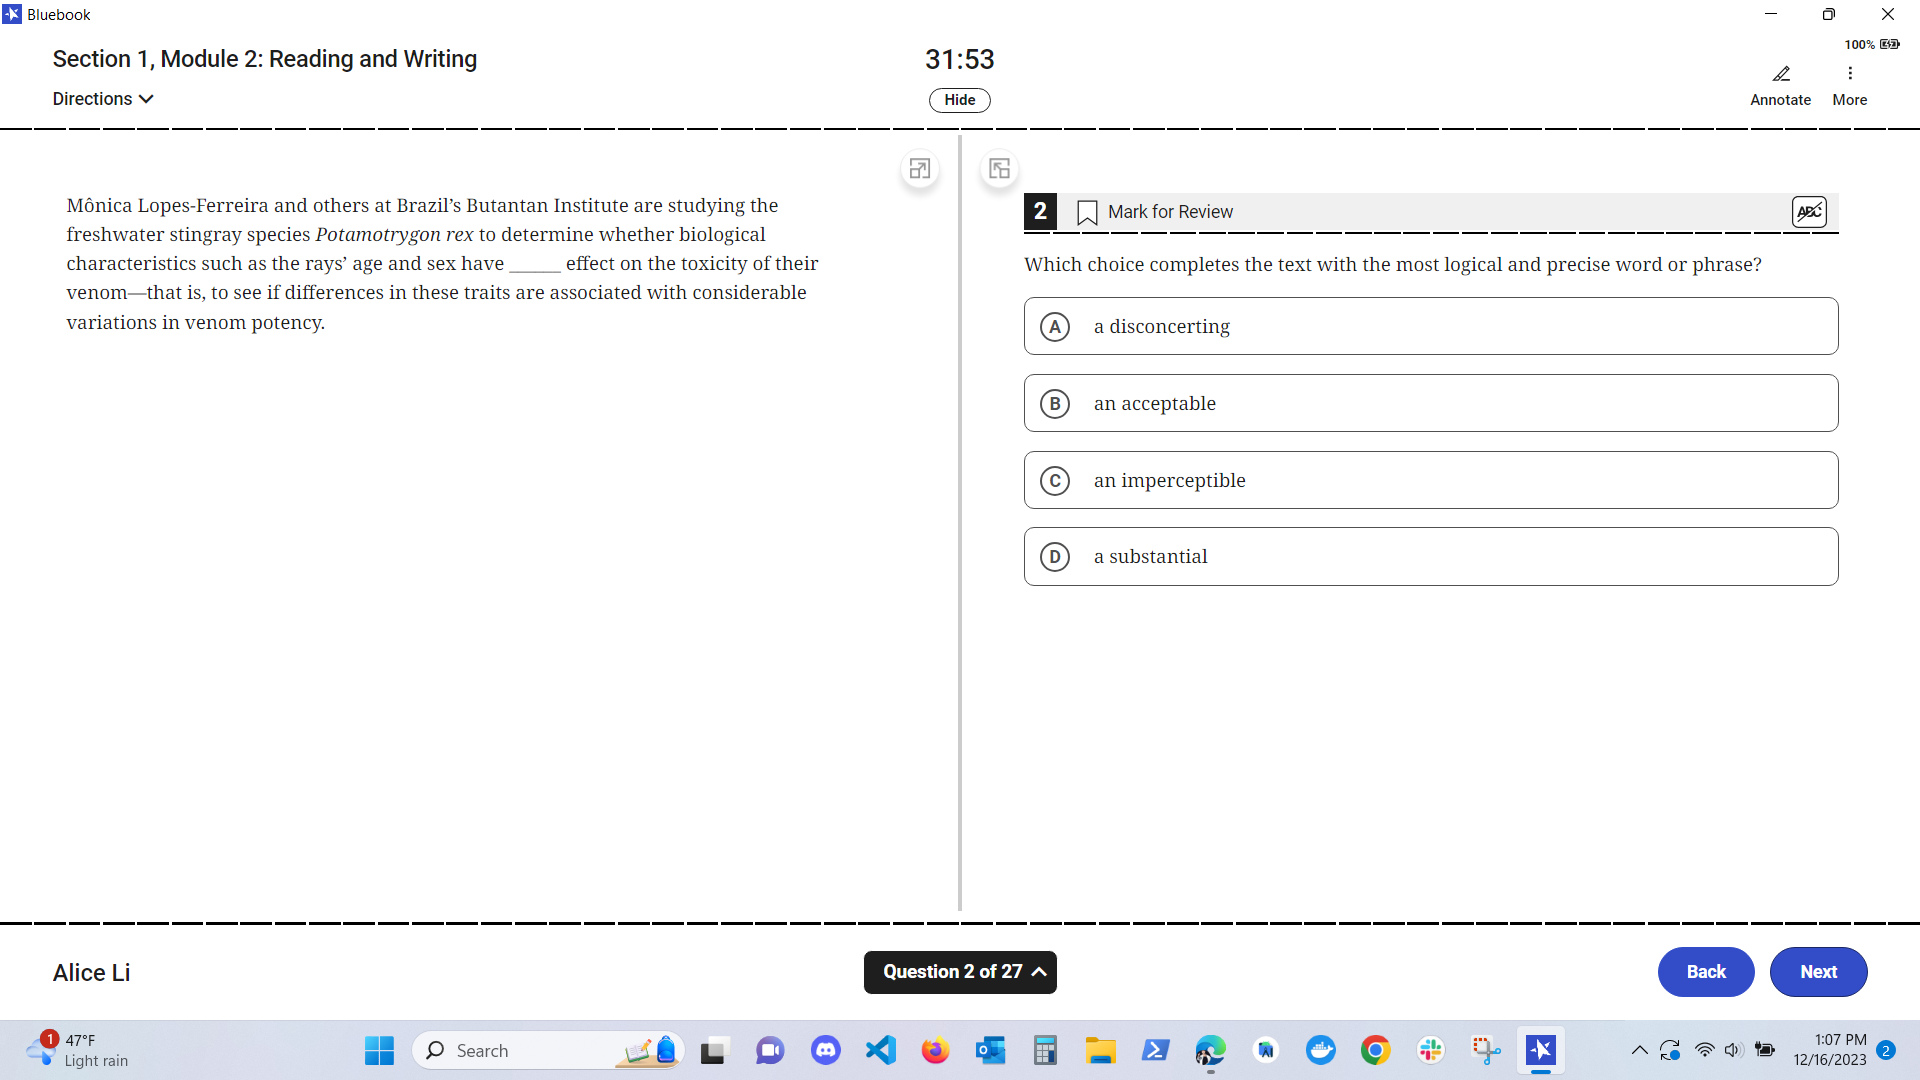 Bluebook
Section 1, Module 2: Reading and Writing
Directions
31:53
Hide
100%
Annotate
More
Mônica Lopes-Ferreira and others at Brazil’s Butantan Institute are studying the
freshwater stingray species Potamotrygon rex to determine whether biological
characteristics such as the rays’ age and sex have ______ effect on the toxicity of their
venom—that is, to see if differences in these traits are associated with considerable
variations in venom potency.
2
Mark for Review
ABC
Which choice completes the text with the most logical and precise word or phrase?
A a disconcerting
B an acceptable
C an imperceptible
D a substantial
Alice Li
Question 2 of 27
Back
Next
1
47°F
Light rain
Search
1:07 PM
12/16/2023
2